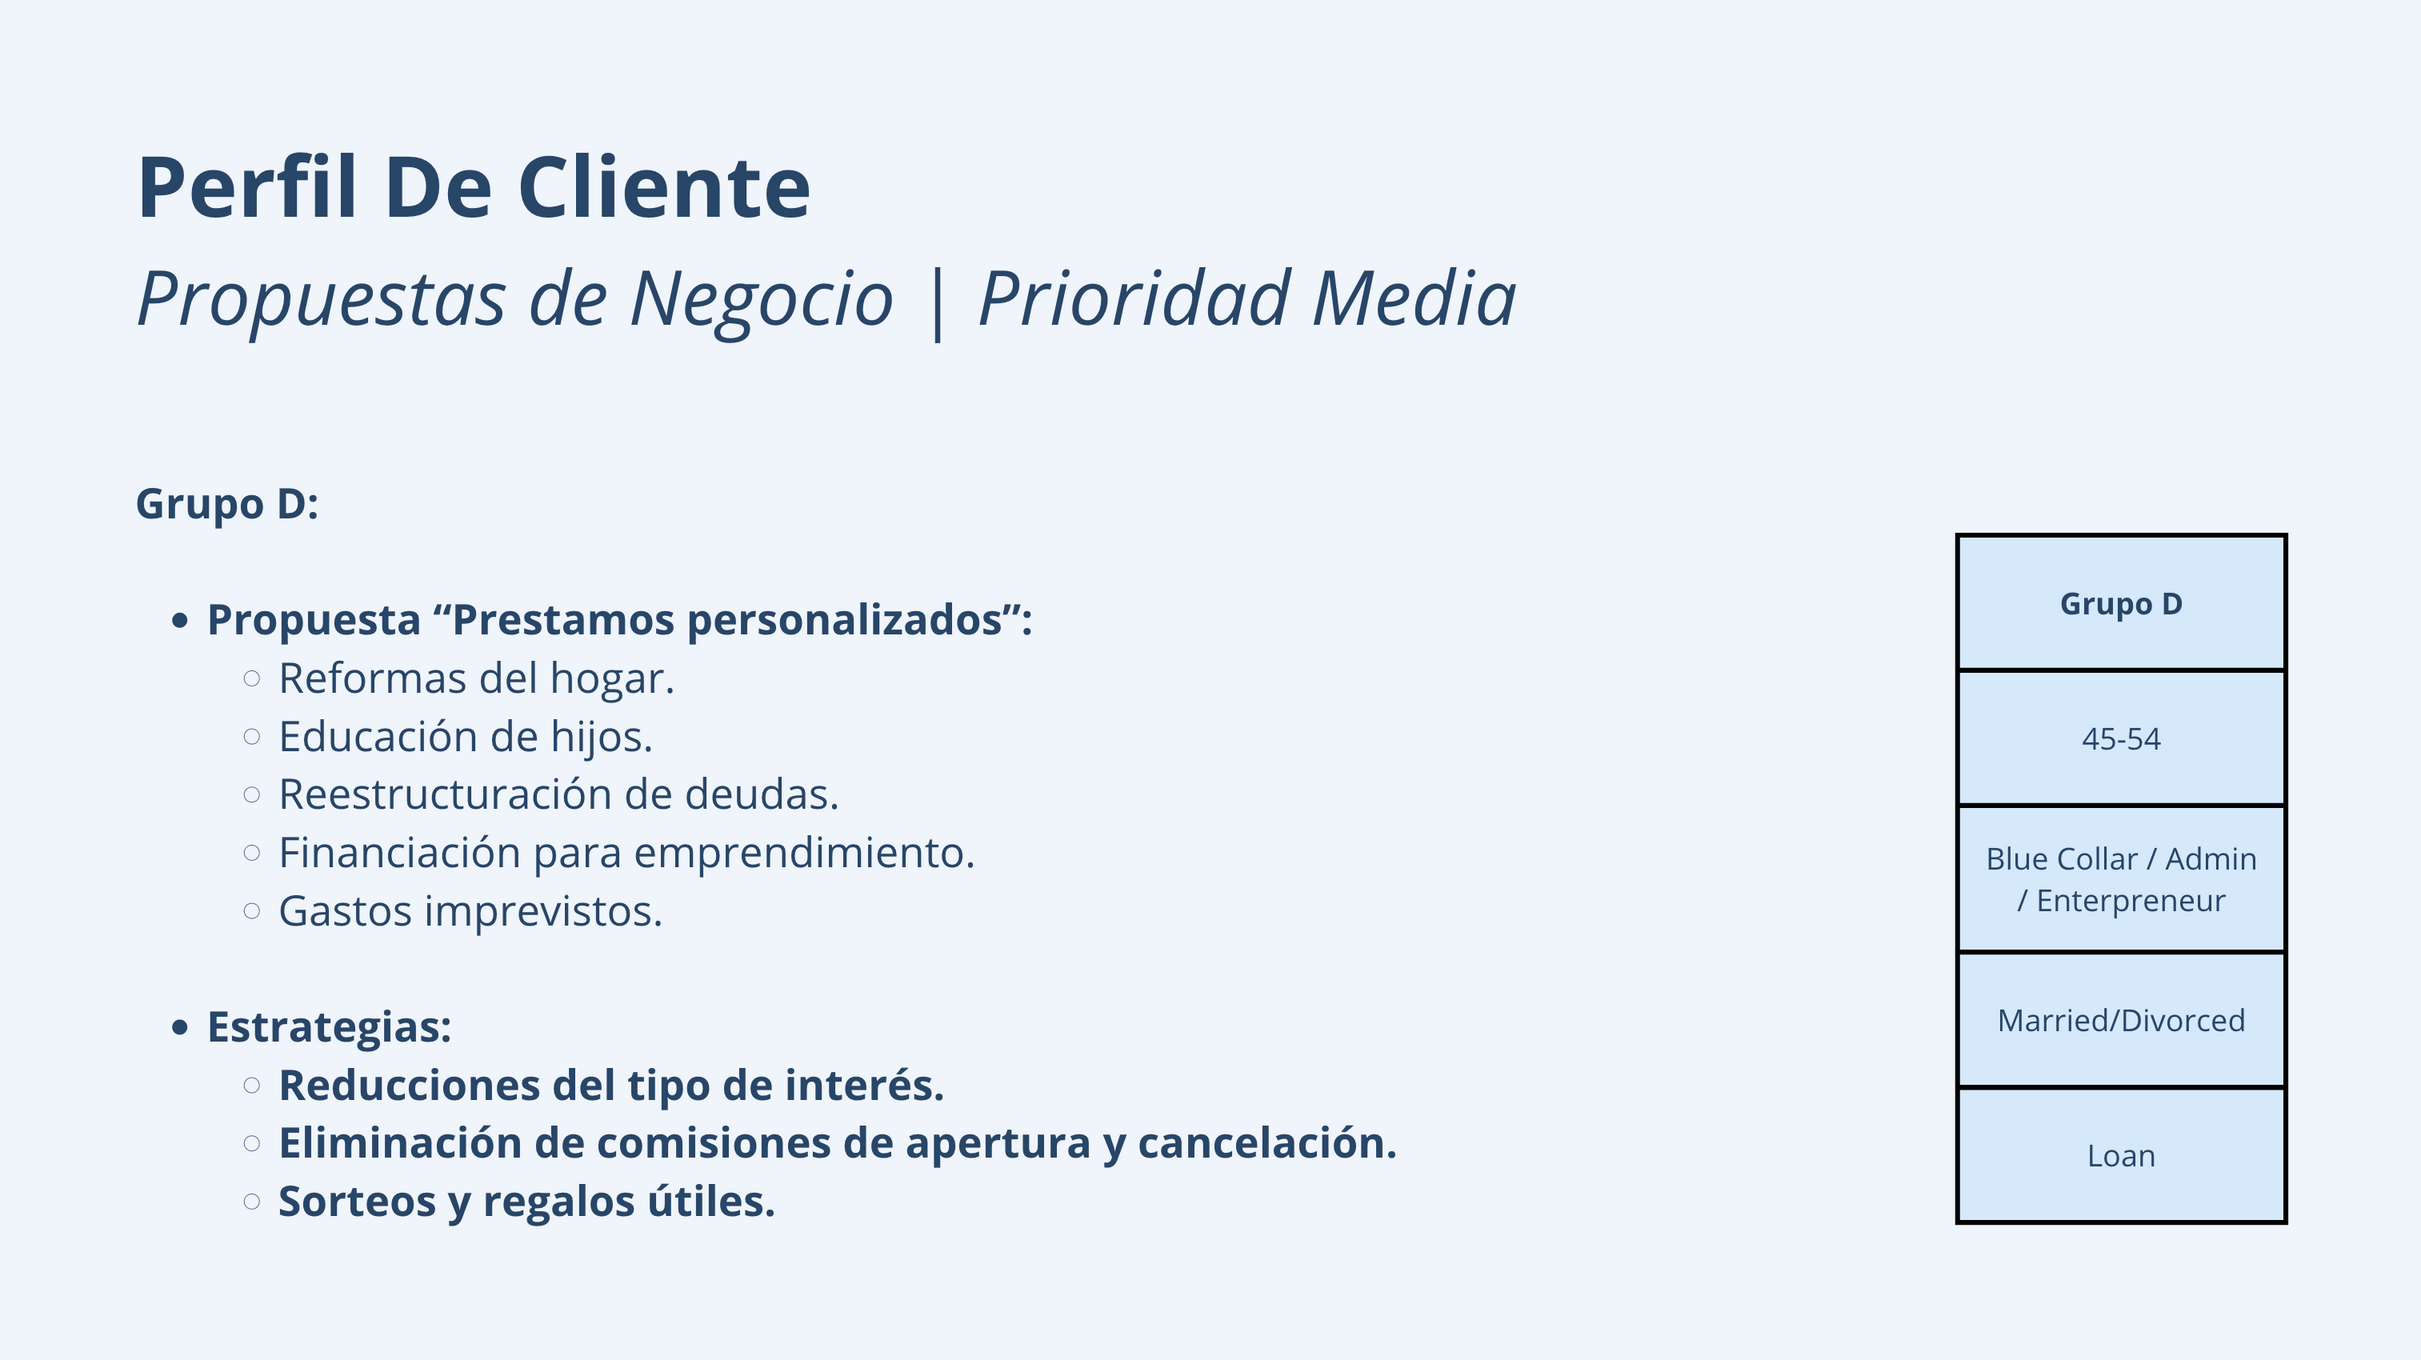 Perfil De Cliente
Propuestas de Negocio | Prioridad Media
Grupo D:
Propuesta “Prestamos personalizados”:
Reformas del hogar.
Educación de hijos.
Reestructuración de deudas.
Financiación para emprendimiento.
Gastos imprevistos.
Estrategias:
Reducciones del tipo de interés.
Eliminación de comisiones de apertura y cancelación.
Sorteos y regalos útiles.
Grupo D
45-54
Blue Collar / Admin
/ Enterpreneur
Married/Divorced
Loan